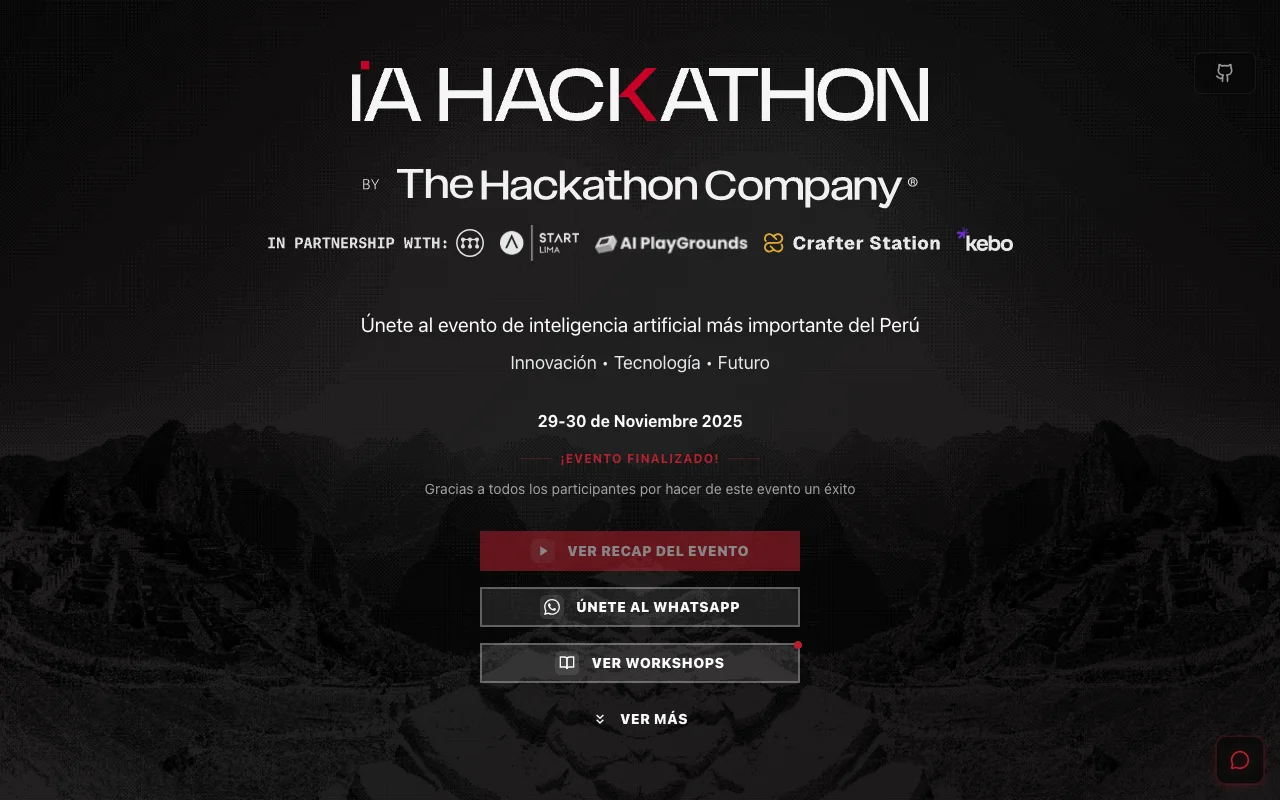 iA HACKATHON
BY The Hackathon Company ®
IN PARTNERSHIP WITH: START LIMA AI PlayGrounds Crafter Station kebo
Únete al evento de inteligencia artificial más importante del Perú
Innovación • Tecnología • Futuro
29-30 de Noviembre 2025
¡EVENTO FINALIZADO!
Gracias a todos los participantes por hacer de este evento un éxito
VER RECAP DEL EVENTO
ÚNETE AL WHATSAPP
VER WORKSHOPS
VER MÁS